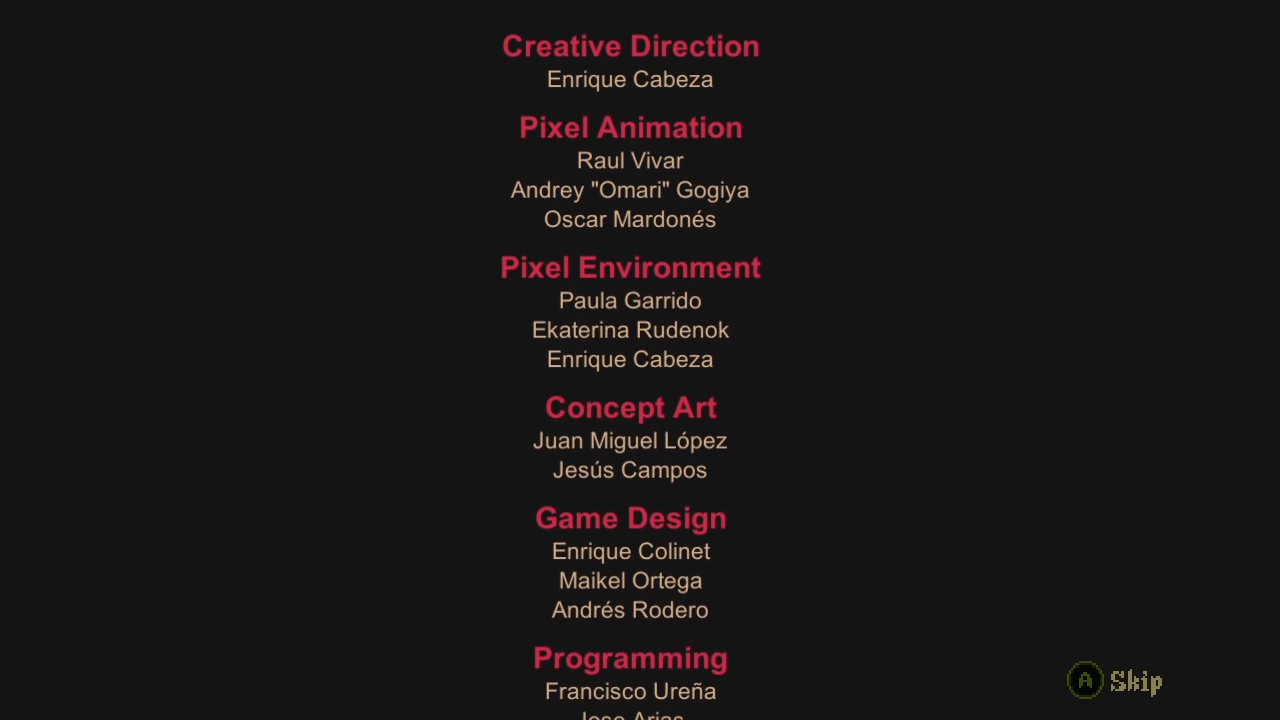 Creative Direction
Enrique Cabeza
Pixel Animation
Raul Vivar
Andrey "Omari" Gogiya
Oscar Mardonés
Pixel Environment
Paula Garrido
Ekaterina Rudenok
Enrique Cabeza
Concept Art
Juan Miguel López
Jesús Campos
Game Design
Enrique Colinet
Maikel Ortega
Andrés Rodero
Programming
Francisco Ureña
Jose Arias
A Skip